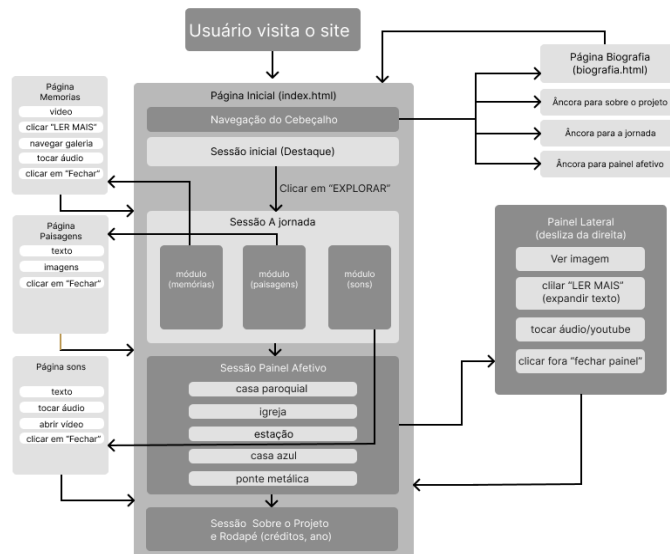 Usuário visita o site
Página Inicial (index.html)
Navegação do Cebeçalho
Sessão inicial (Destaque)
Clicar em “EXPLORAR”
Sessão A jornada
módulo
(memórias)
módulo
(paisagens)
módulo
(sons)
Sessão Painel Afetivo
casa paroquial
igreja
estação
casa azul
ponte metálica
Sessão Sobre o Projeto
e Rodapé (créditos, ano)
Página
Memorias
video
clicar “LER MAIS”
navegar galeria
tocar áudio
clicar em “Fechar”
Página
Paisagens
texto
imagens
clicar em “Fechar”
Página sons
texto
tocar áudio
abrir vídeo
clicar em “Fechar”
Página Biografia
(biografia.html)
Âncora para sobre o projeto
Âncora para a jornada
Âncora para painel afetivo
Painel Lateral
(desliza da direita)
Ver imagem
clilar “LER MAIS”
(expandir texto)
tocar áudio/youtube
clicar fora “fechar painel”